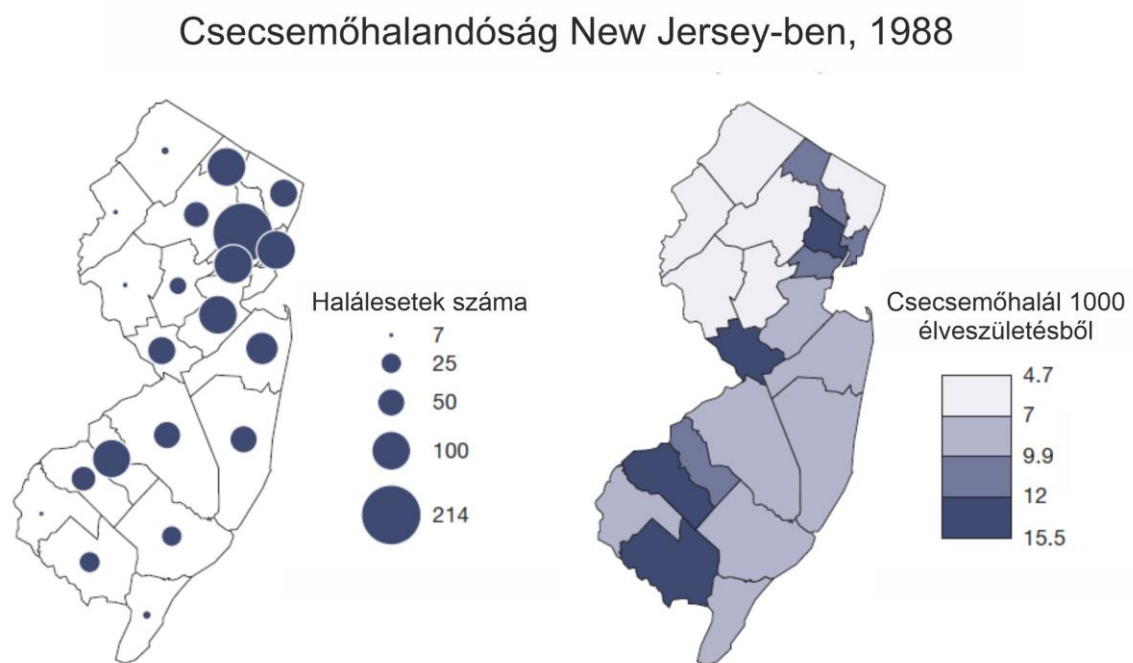 Csecsemőhalandóság New Jersey-ben, 1988
Halálesetek száma
7
25
50
100
214
Csecsemőhalál 1000
élveszületésből
4.7
7
9.9
12
15.5